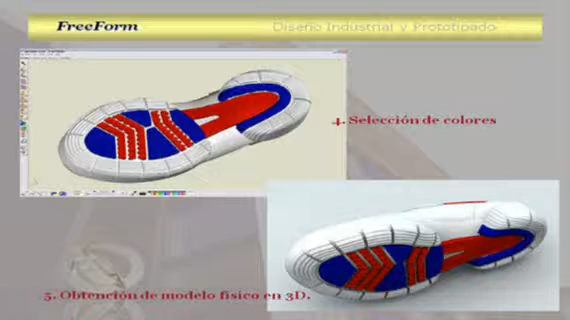 FreeForm
Diseño Industrial y Prototipado
4. Selección de colores
5. Obtención de modelo físico en 3D.